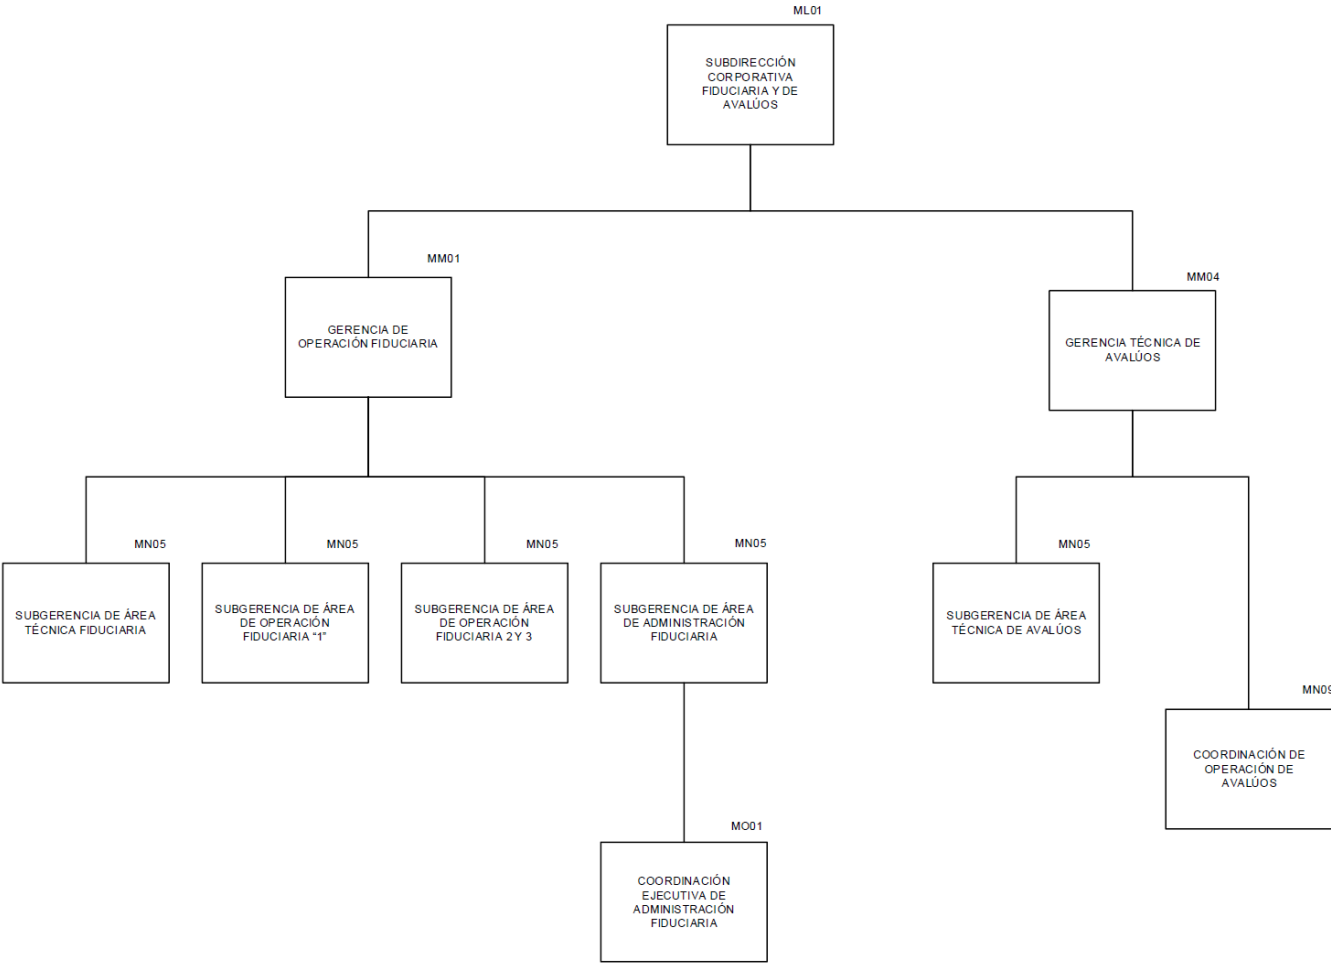 ML01
SUBDIRECCIÓN
CORPORATIVA
FIDUCIARIA Y DE
AVALÚOS
MM01
GERENCIA DE
OPERACIÓN FIDUCIARIA
MM04
GERENCIA TÉCNICA DE
AVALÚOS
MN05
SUBGERENCIA DE ÁREA
TÉCNICA FIDUCIARIA
MN05
SUBGERENCIA DE ÁREA
DE OPERACIÓN
FIDUCIARIA “1”
MN05
SUBGERENCIA DE ÁREA
DE OPERACIÓN
FIDUCIARIA 2 Y 3
MN05
SUBGERENCIA DE ÁREA
DE ADMINISTRACIÓN
FIDUCIARIA
MN05
SUBGERENCIA DE ÁREA
TÉCNICA DE AVALÚOS
MN09
COORDINACIÓN DE
OPERACIÓN DE
AVALÚOS
MO01
COORDINACIÓN
EJECUTIVA DE
ADMINISTRACIÓN
FIDUCIARIA